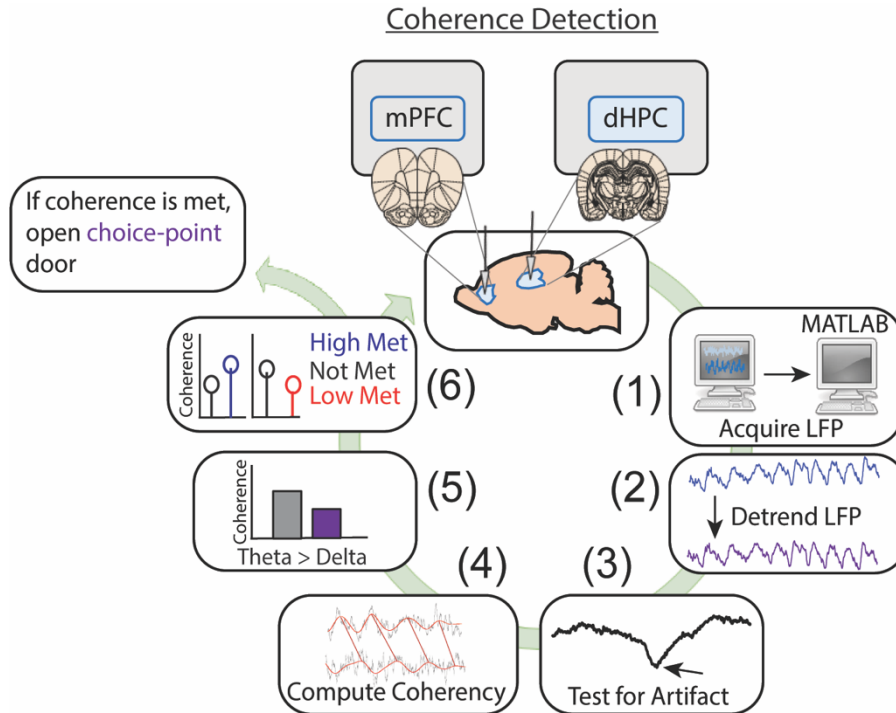 Coherence Detection
mPFC
dHPC
If coherence is met,
open choice-point
door
MATLAB
Acquire LFP
(1)
(2)
Detrend LFP
(3)
Test for Artifact
(4)
Compute Coherency
(5)
Coherence
Theta > Delta
(6)
Coherence
High Met
Not Met
Low Met